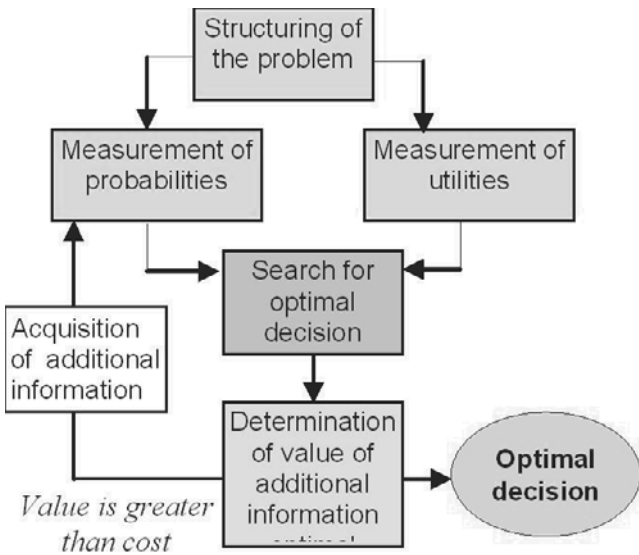 Structuring of
the problem
Measurement of
probabilities
Measurement of
utilities
Search for
optimal
decision
Acquisition
of additional
information
Determination
of value of
additional
information
Optimal
decision
Value is greater
than cost